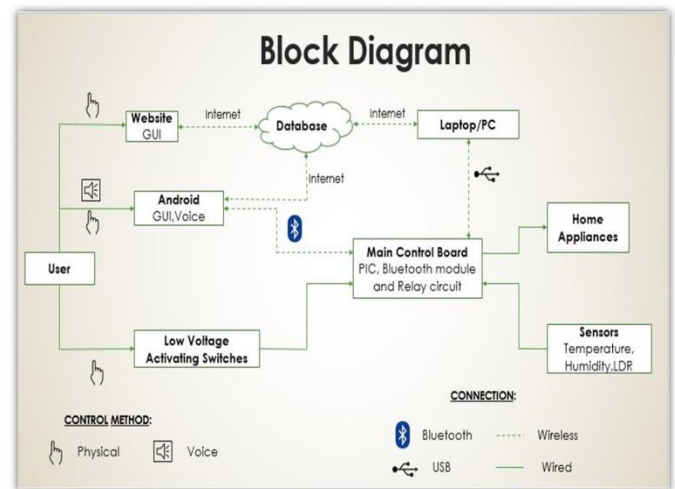 Block Diagram
Website
GUI
Internet
Database
Internet
Laptop/PC
Internet
Android
GUI,Voice
User
Main Control Board
PIC, Bluetooth module
and Relay circuit
Home
Appliances
Low Voltage
Activating Switches
Sensors
Temperature,
Humidity,LDR
CONTROL METHOD:
Physical
Voice
CONNECTION:
Bluetooth
Wireless
USB
Wired